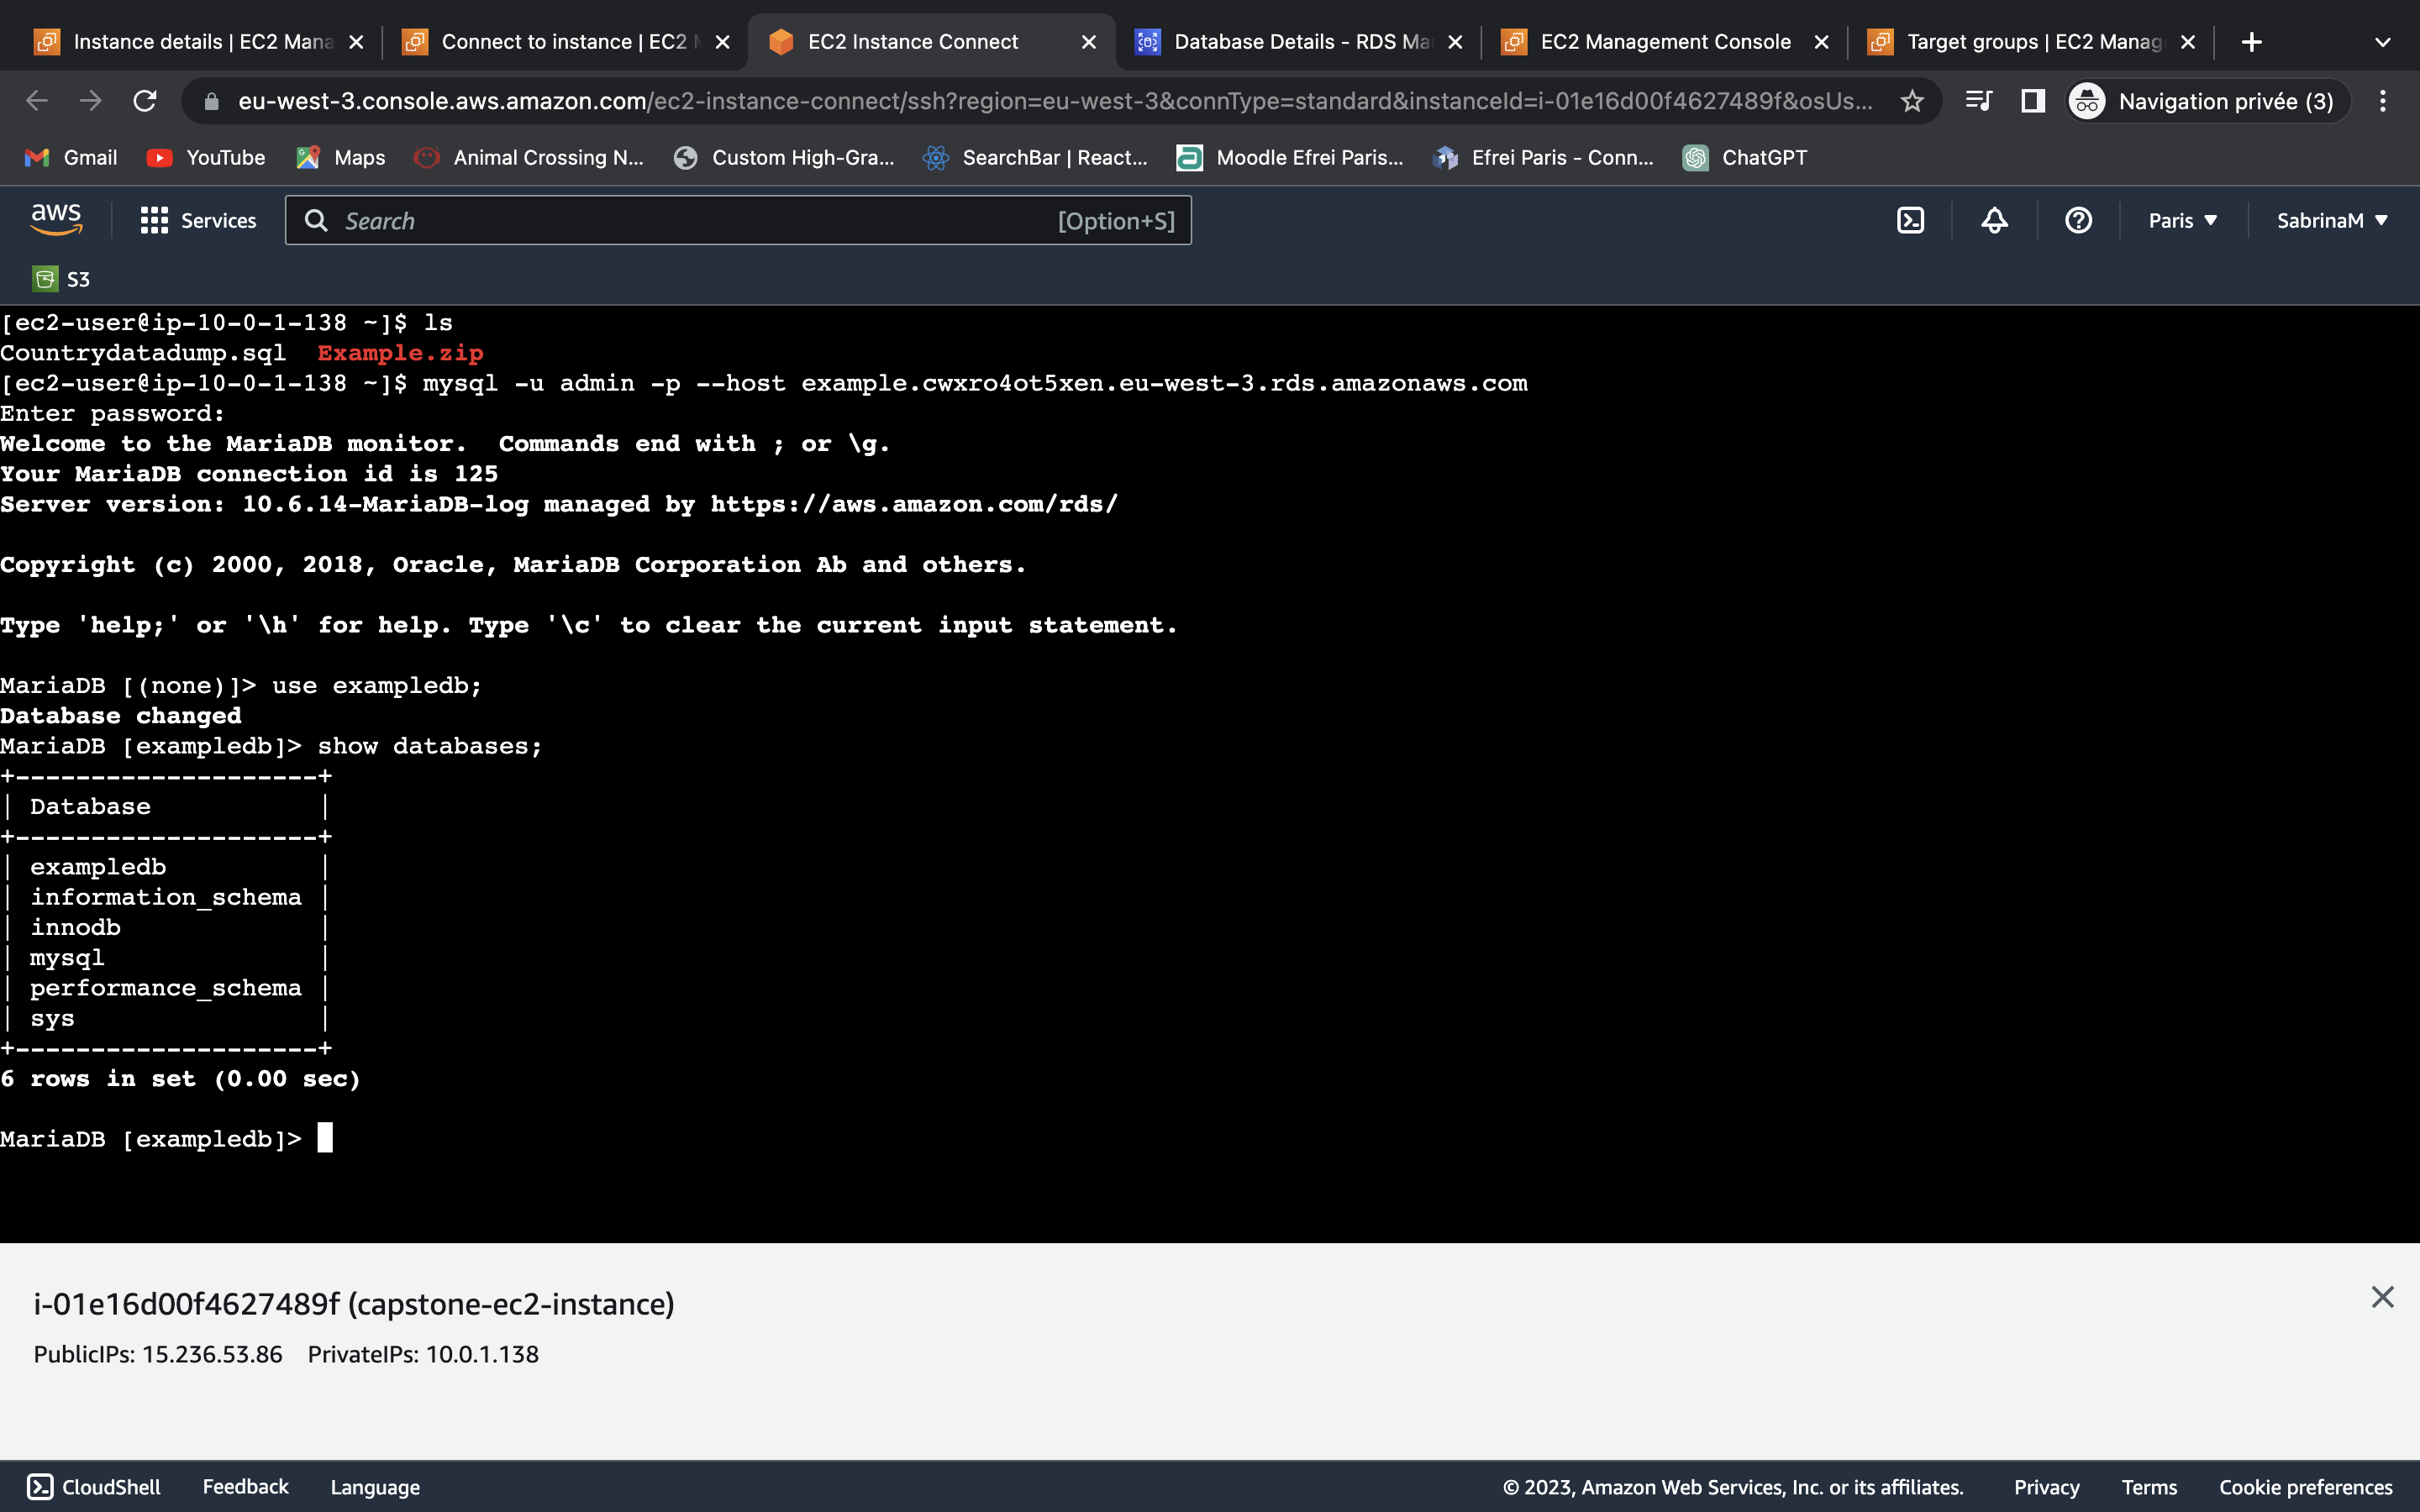 Instance details | EC2 Mana
Connect to instance | EC2 M
EC2 Instance Connect
Database Details - RDS Ma
EC2 Management Console
Target groups | EC2 Manag
eu-west-3.console.aws.amazon.com/ec2-instance-connect/ssh?region=eu-west-3&connType=standard&instanceId=i-01e16d00f4627489f&osUs...
Navigation privée (3)
Gmail
YouTube
Maps
Animal Crossing N...
Custom High-Gra...
SearchBar | React...
Moodle Efrei Paris...
Efrei Paris - Conn...
ChatGPT
aws
Services
Search
[Option+S]
Paris
SabrinaM
S3
[ec2-user@ip-10-0-1-138 ~]$ ls
Countrydatadump.sql  Example.zip
[ec2-user@ip-10-0-1-138 ~]$ mysql -u admin -p --host example.cwxro4ot5xen.eu-west-3.rds.amazonaws.com
Enter password:
Welcome to the MariaDB monitor.  Commands end with ; or \g.
Your MariaDB connection id is 125
Server version: 10.6.14-MariaDB-log managed by https://aws.amazon.com/rds/
Copyright (c) 2000, 2018, Oracle, MariaDB Corporation Ab and others.
Type 'help;' or '\h' for help. Type '\c' to clear the current input statement.
MariaDB [(none)]> use exampledb;
Database changed
MariaDB [exampledb]> show databases;
+--------------------+
| Database           |
+--------------------+
| exampledb          |
| information_schema |
| innodb             |
| mysql              |
| performance_schema |
| sys                |
+--------------------+
6 rows in set (0.00 sec)
MariaDB [exampledb]>
i-01e16d00f4627489f (capstone-ec2-instance)
PublicIPs: 15.236.53.86  PrivateIPs: 10.0.1.138
CloudShell
Feedback
Language
© 2023, Amazon Web Services, Inc. or its affiliates.
Privacy
Terms
Cookie preferences